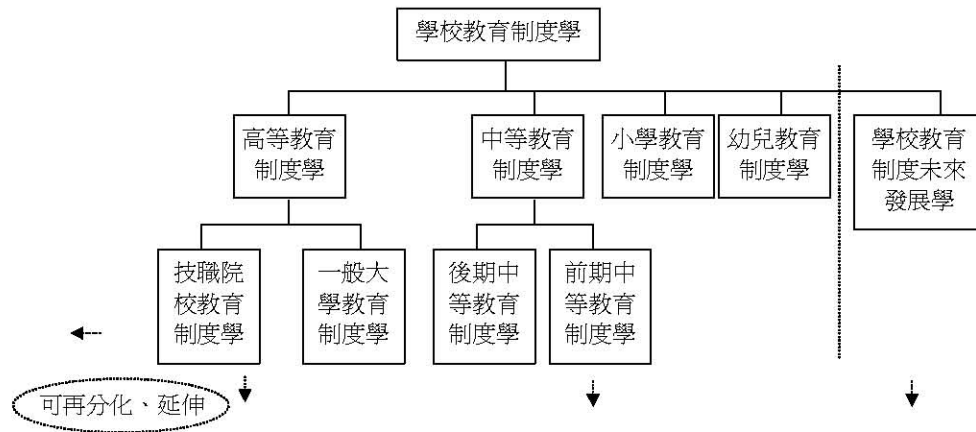 學校教育制度學
高等教育
制度學
中等教育
制度學
小學教育
制度學
幼兒教育
制度學
學校教育
制度未來
發展學
技職院
校教育
制度學
一般大
學教育
制度學
後期中
等教育
制度學
前期中
等教育
制度學
可再分化、延伸